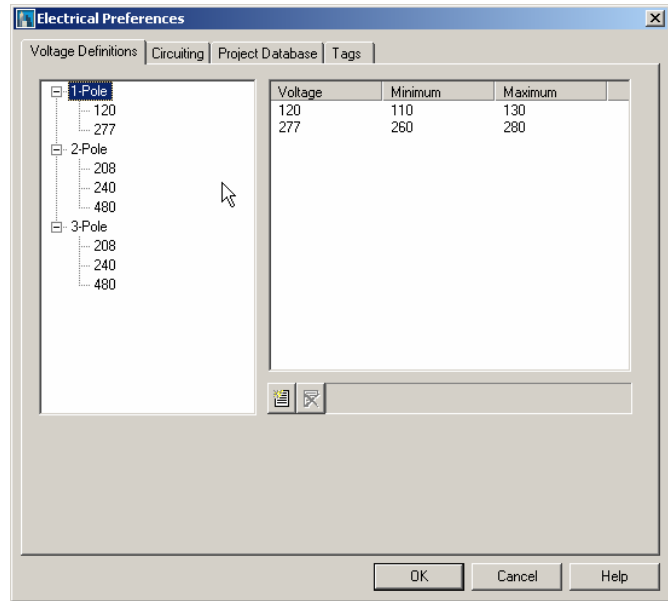 Electrical Preferences
Voltage Definitions Circuiting Project Database Tags
1-Pole
120
277
2-Pole
208
240
480
3-Pole
208
240
480
Voltage Minimum Maximum
120 110 130
277 260 280
OK Cancel Help